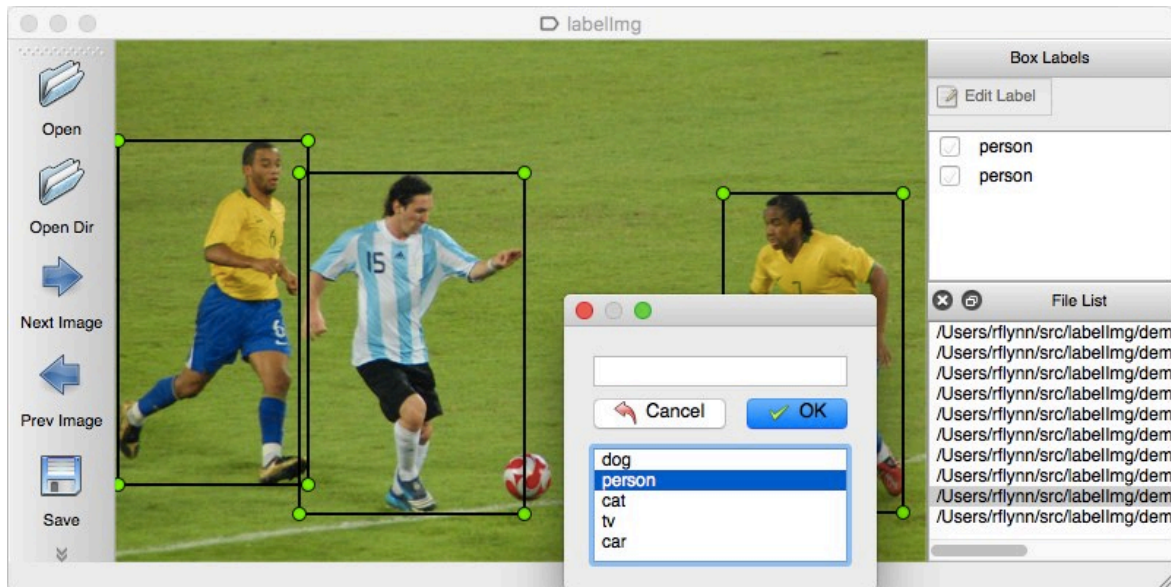 labelImg
Open
Open Dir
Next Image
Prev Image
Save
6
6
15
7
Cancel
OK
dog
person
cat
tv
car
Box Labels
Edit Label
person
person
File List
/Users/rflynn/src/labelImg/dem
/Users/rflynn/src/labelImg/dem
/Users/rflynn/src/labelImg/dem
/Users/rflynn/src/labelImg/dem
/Users/rflynn/src/labelImg/dem
/Users/rflynn/src/labelImg/dem
/Users/rflynn/src/labelImg/dem
/Users/rflynn/src/labelImg/dem
/Users/rflynn/src/labelImg/dem
/Users/rflynn/src/labelImg/dem